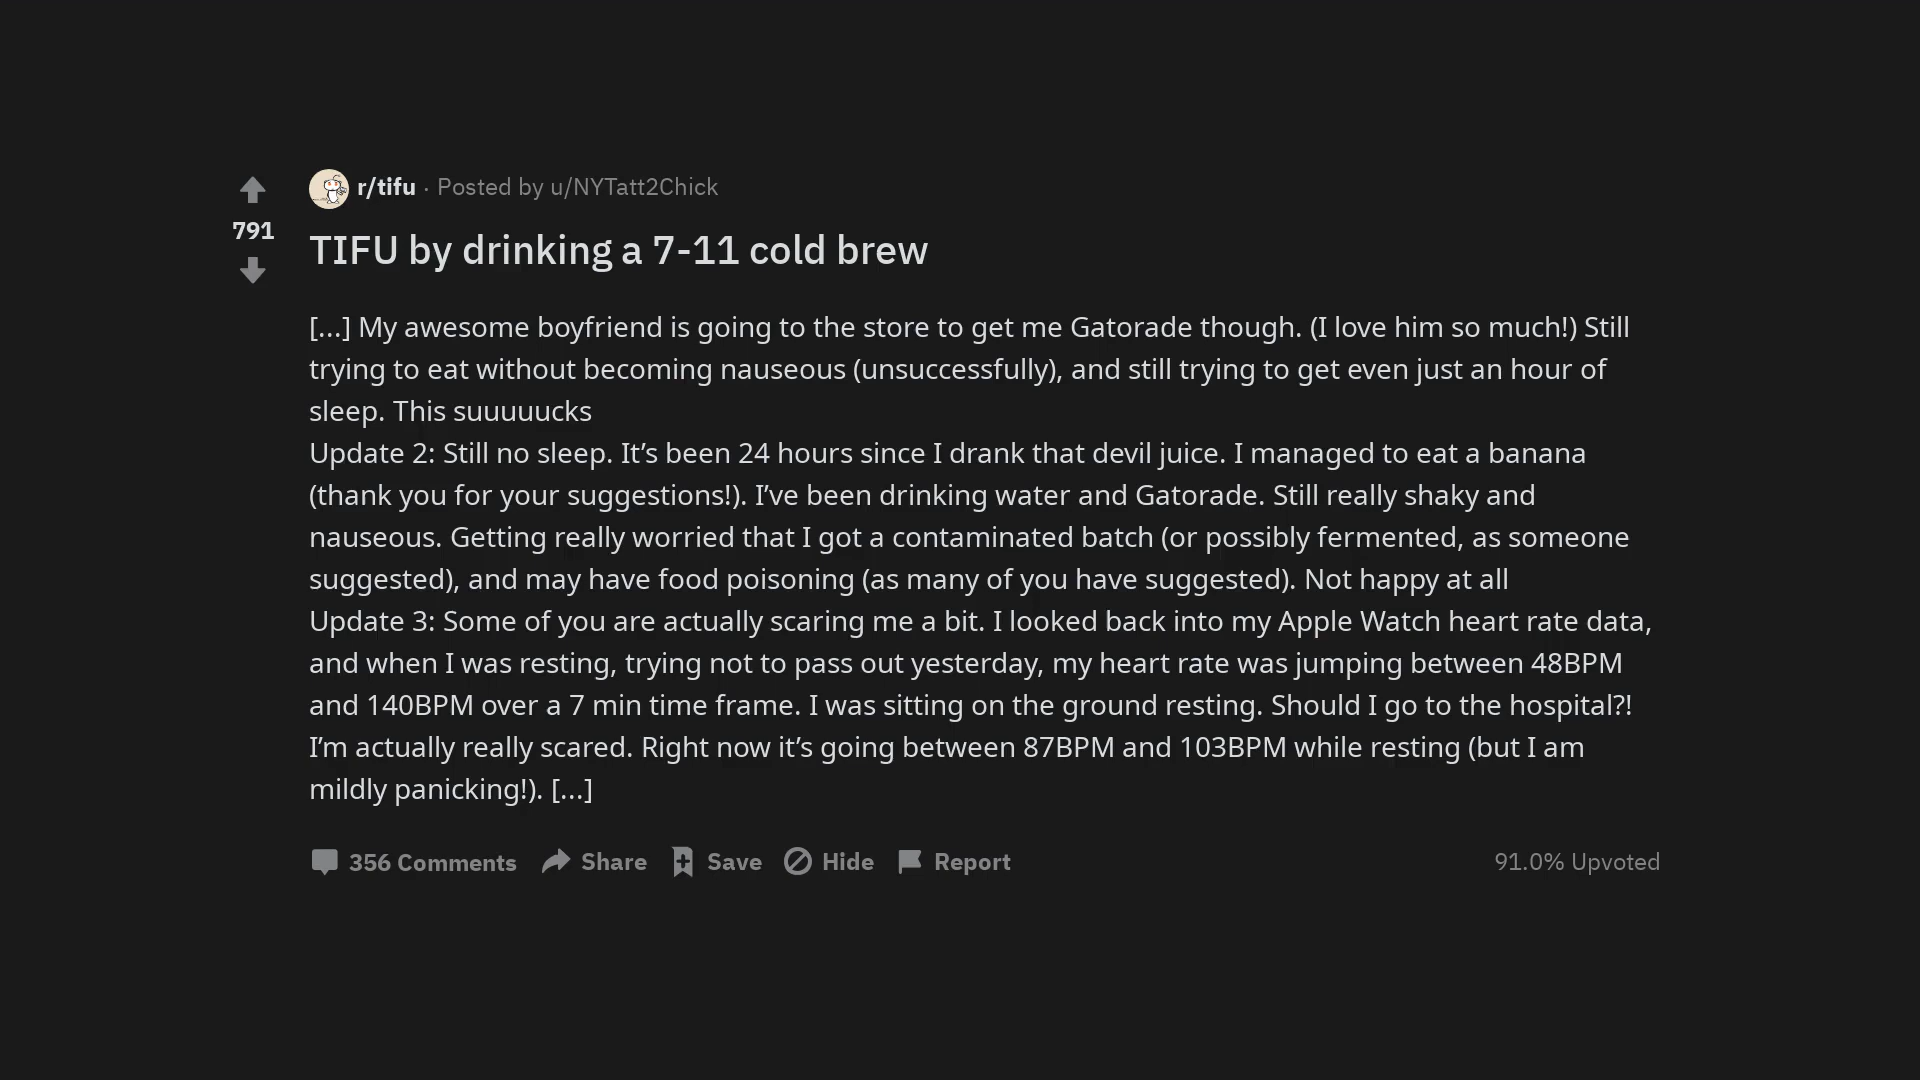 r/tifu · Posted by u/NYTatt2Chick
791
TIFU by drinking a 7-11 cold brew
[...] My awesome boyfriend is going to the store to get me Gatorade though. (I love him so much!) Still
trying to eat without becoming nauseous (unsuccessfully), and still trying to get even just an hour of
sleep. This suuuuucks
Update 2: Still no sleep. It’s been 24 hours since I drank that devil juice. I managed to eat a banana
(thank you for your suggestions!). I’ve been drinking water and Gatorade. Still really shaky and
nauseous. Getting really worried that I got a contaminated batch (or possibly fermented, as someone
suggested), and may have food poisoning (as many of you have suggested). Not happy at all
Update 3: Some of you are actually scaring me a bit. I looked back into my Apple Watch heart rate data,
and when I was resting, trying not to pass out yesterday, my heart rate was jumping between 48BPM
and 140BPM over a 7 min time frame. I was sitting on the ground resting. Should I go to the hospital?!
I’m actually really scared. Right now it’s going between 87BPM and 103BPM while resting (but I am
mildly panicking!). [...]
356 Comments Share Save Hide Report 91.0% Upvoted